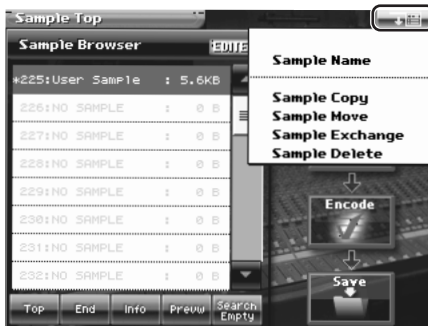 Sample Top
Sample Browser
EDITE
*225:User Sample : 5.6KB
226:NO SAMPLE : 0 B
227:NO SAMPLE : 0 B
228:NO SAMPLE : 0 B
229:NO SAMPLE : 0 B
230:NO SAMPLE : 0 B
231:NO SAMPLE : 0 B
232:NO SAMPLE : 0 B
Top
End
Info
Prevw
Search
Empty
Sample Name
Sample Copy
Sample Move
Sample Exchange
Sample Delete
Encode
Save